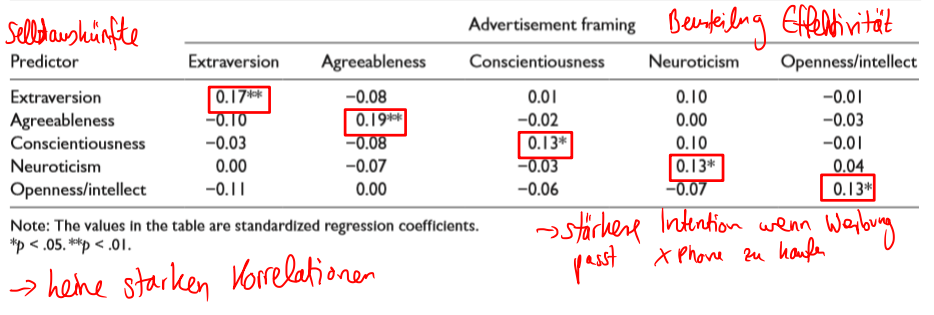 Selbstauskünfte
Advertisement framing
Beurteilung Effektivität
Predictor Extraversion Agreeableness Conscientiousness Neuroticism Openness/intellect
Extraversion 0.17** −0.08 0.01 0.10 −0.01
Agreeableness −0.10 0.19** −0.02 0.00 −0.03
Conscientiousness −0.03 −0.08 0.13* 0.10 −0.01
Neuroticism 0.00 −0.07 −0.03 0.13* 0.04
Openness/intellect −0.11 0.00 −0.06 −0.07 0.13*
Note: The values in the table are standardized regression coefficients.
*p < .05. **p < .01.
→ stärkere Intention wenn Werbung
passt XPhone zu kaufen
→ keine starken Korrelationen